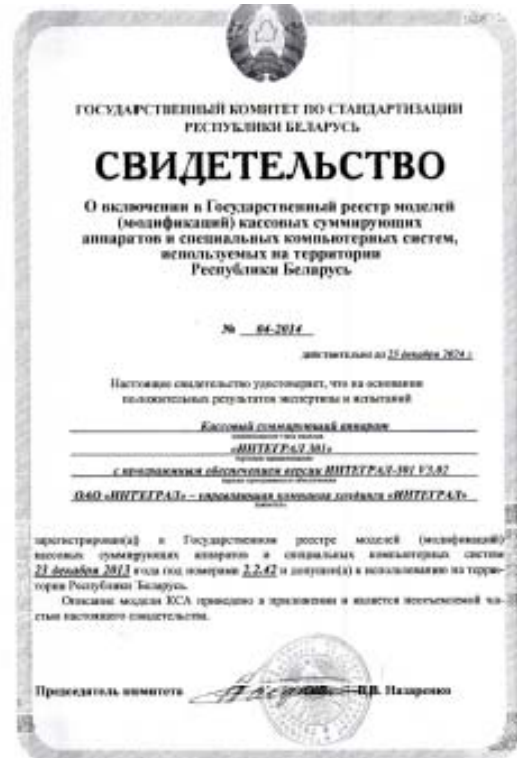 ГОСУДАРСТВЕННЫЙ КОМИТЕТ ПО СТАНДАРТИЗАЦИИ
РЕСПУБЛИКИ БЕЛАРУСЬ
СВИДЕТЕЛЬСТВО
О включении в Государственный реестр моделей
(модификаций) кассовых суммирующих
аппаратов и специальных компьютерных систем,
используемых на территории
Республики Беларусь
№ 04-2014
действительно до 23 декабря 2024 г.
Настоящее свидетельство удостоверяет, что на основании
положительных результатов экспертизы и испытаний
Кассовый суммирующий аппарат
«ИНТЕГРАЛ 301»
с программным обеспечением версии ИНТЕГРАЛ-301 V3.02
ОАО «ИНТЕГРАЛ» – управляющая компания холдинга «ИНТЕГРАЛ»
зарегистрирован(а) в Государственном реестре моделей (модификаций)
кассовых суммирующих аппаратов и специальных компьютерных систем
23 декабря 2013 года под номерами 2.2.42 и допущен(а) к использованию на терри-
тории Республики Беларусь.
Описание модели КСА приведено в приложении и является неотъемлемой ча-
стью настоящего свидетельства.
Председатель комитета В.В. Назаренко